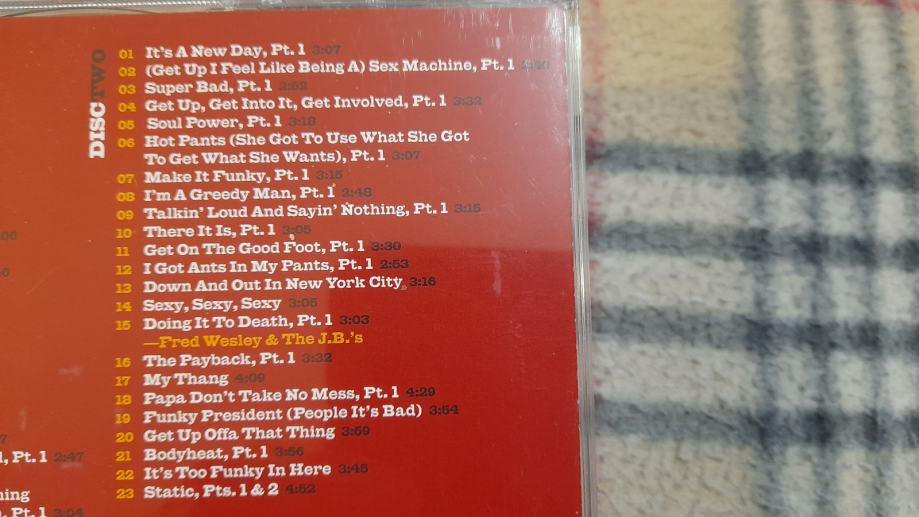 DISC TWO
01 It's A New Day, Pt. 1 3:07
02 (Get Up I Feel Like Being A) Sex Machine, Pt. 1
03 Super Bad, Pt. 1 2:52
04 Get Up, Get Into It, Get Involved, Pt. 1 3:32
05 Soul Power, Pt. 1 3:18
06 Hot Pants (She Got To Use What She Got
To Get What She Wants), Pt. 1 3:07
07 Make It Funky, Pt. 1 3:15
08 I'm A Greedy Man, Pt. 1 2:48
09 Talkin' Loud And Sayin' Nothing, Pt. 1 3:15
10 There It Is, Pt. 1 3:05
11 Get On The Good Foot, Pt. 1 3:30
12 I Got Ants In My Pants, Pt. 1 2:53
13 Down And Out In New York City 3:16
14 Sexy, Sexy, Sexy 3:05
15 Doing It To Death, Pt. 1 3:03
—Fred Wesley & The J.B.'s
16 The Payback, Pt. 1 3:32
17 My Thang 4:09
18 Papa Don't Take No Mess, Pt. 1 4:29
19 Funky President (People It's Bad) 3:54
20 Get Up Offa That Thing 3:59
21 Bodyheat, Pt. 1 3:56
22 It's Too Funky In Here 3:45
23 Static, Pts. 1 & 2 4:52
, Pt. 1 2:47
, Pt. 1 3:04